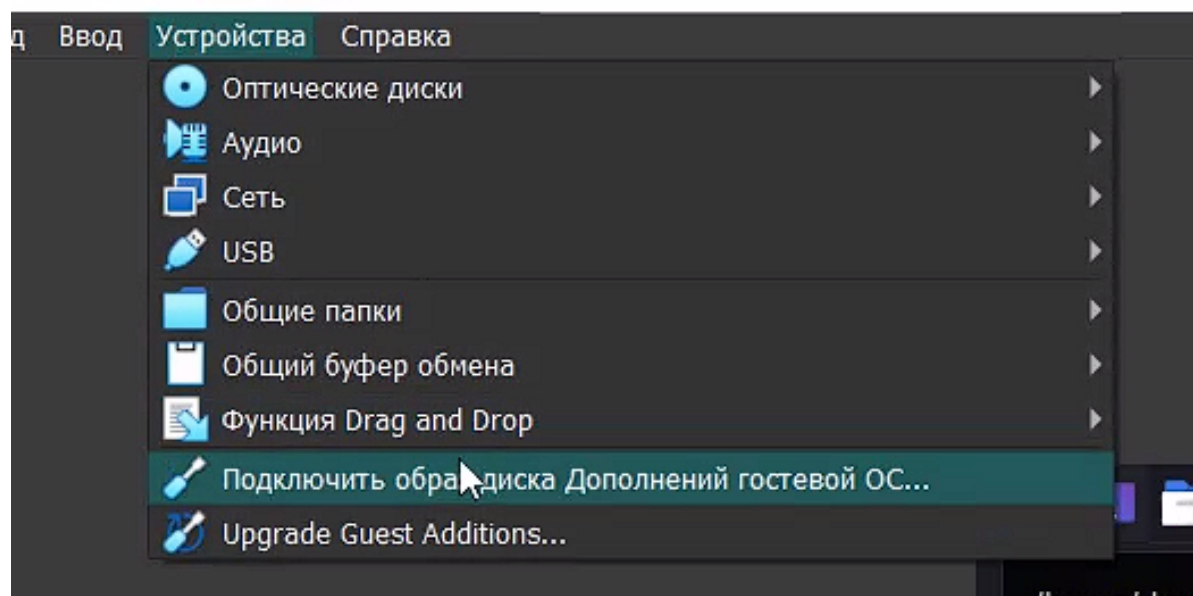 Ввод Устройства Справка
Оптические диски
Аудио
Сеть
USB
Общие папки
Общий буфер обмена
Функция Drag and Drop
Подключить диска Дополнений гостевой ОС...
Upgrade Guest Additions...